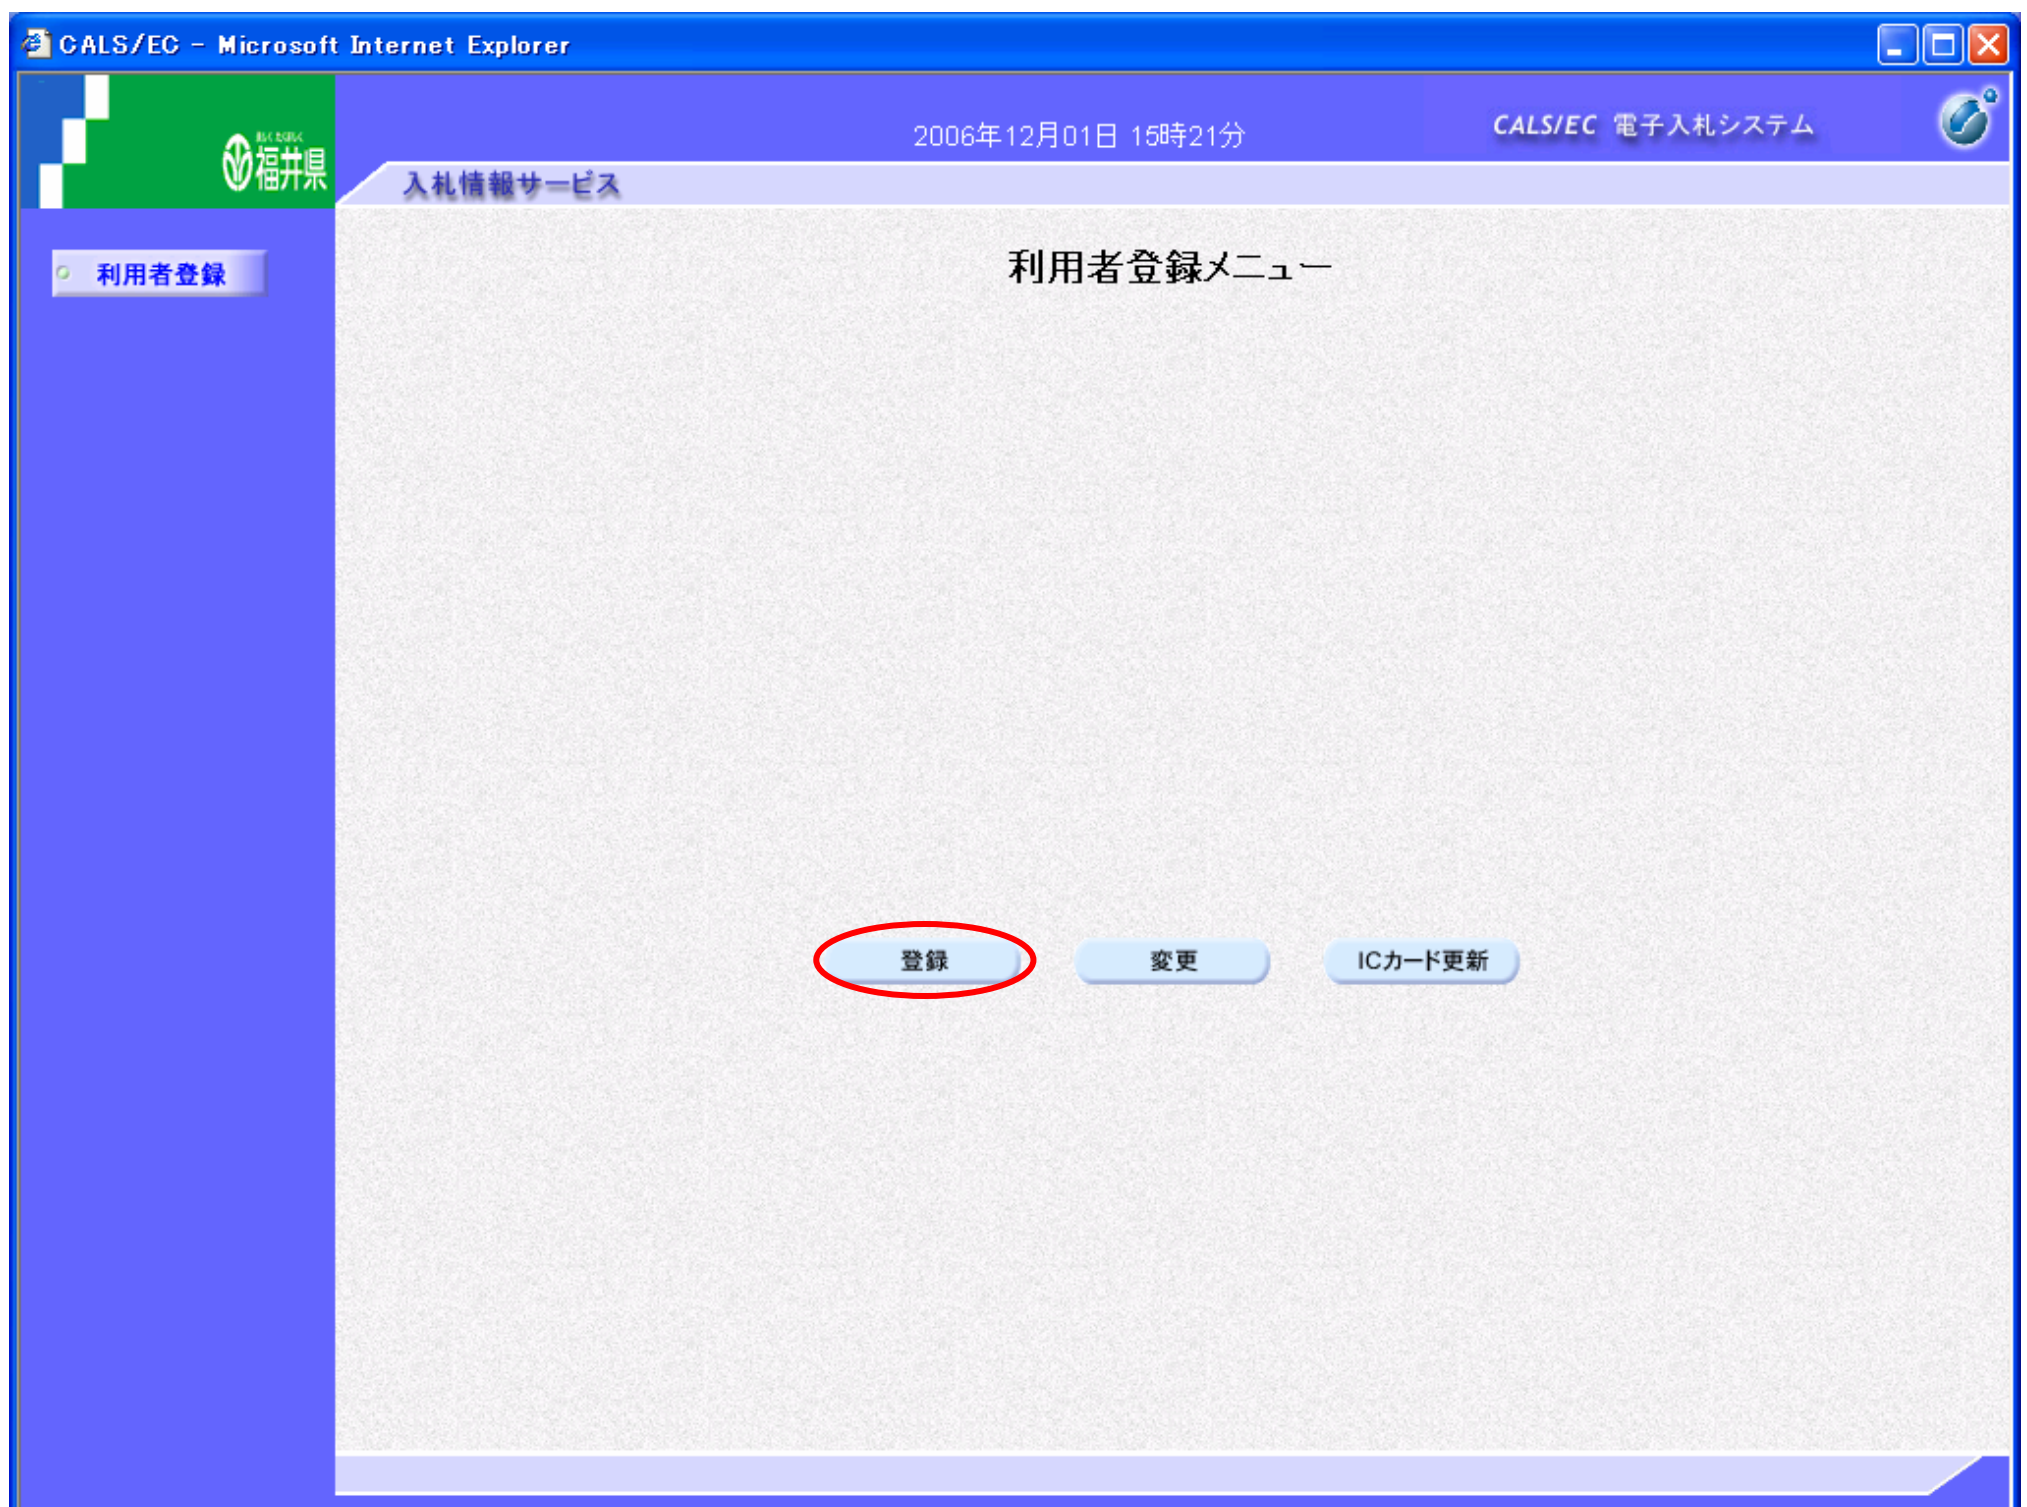 CALS/EC - Microsoft Internet Explorer
福井県
2006年12月01日 15時21分
CALS/EC 電子入札システム
入札情報サービス
利用者登録
利用者登録メニュー
登録
変更
ICカード更新